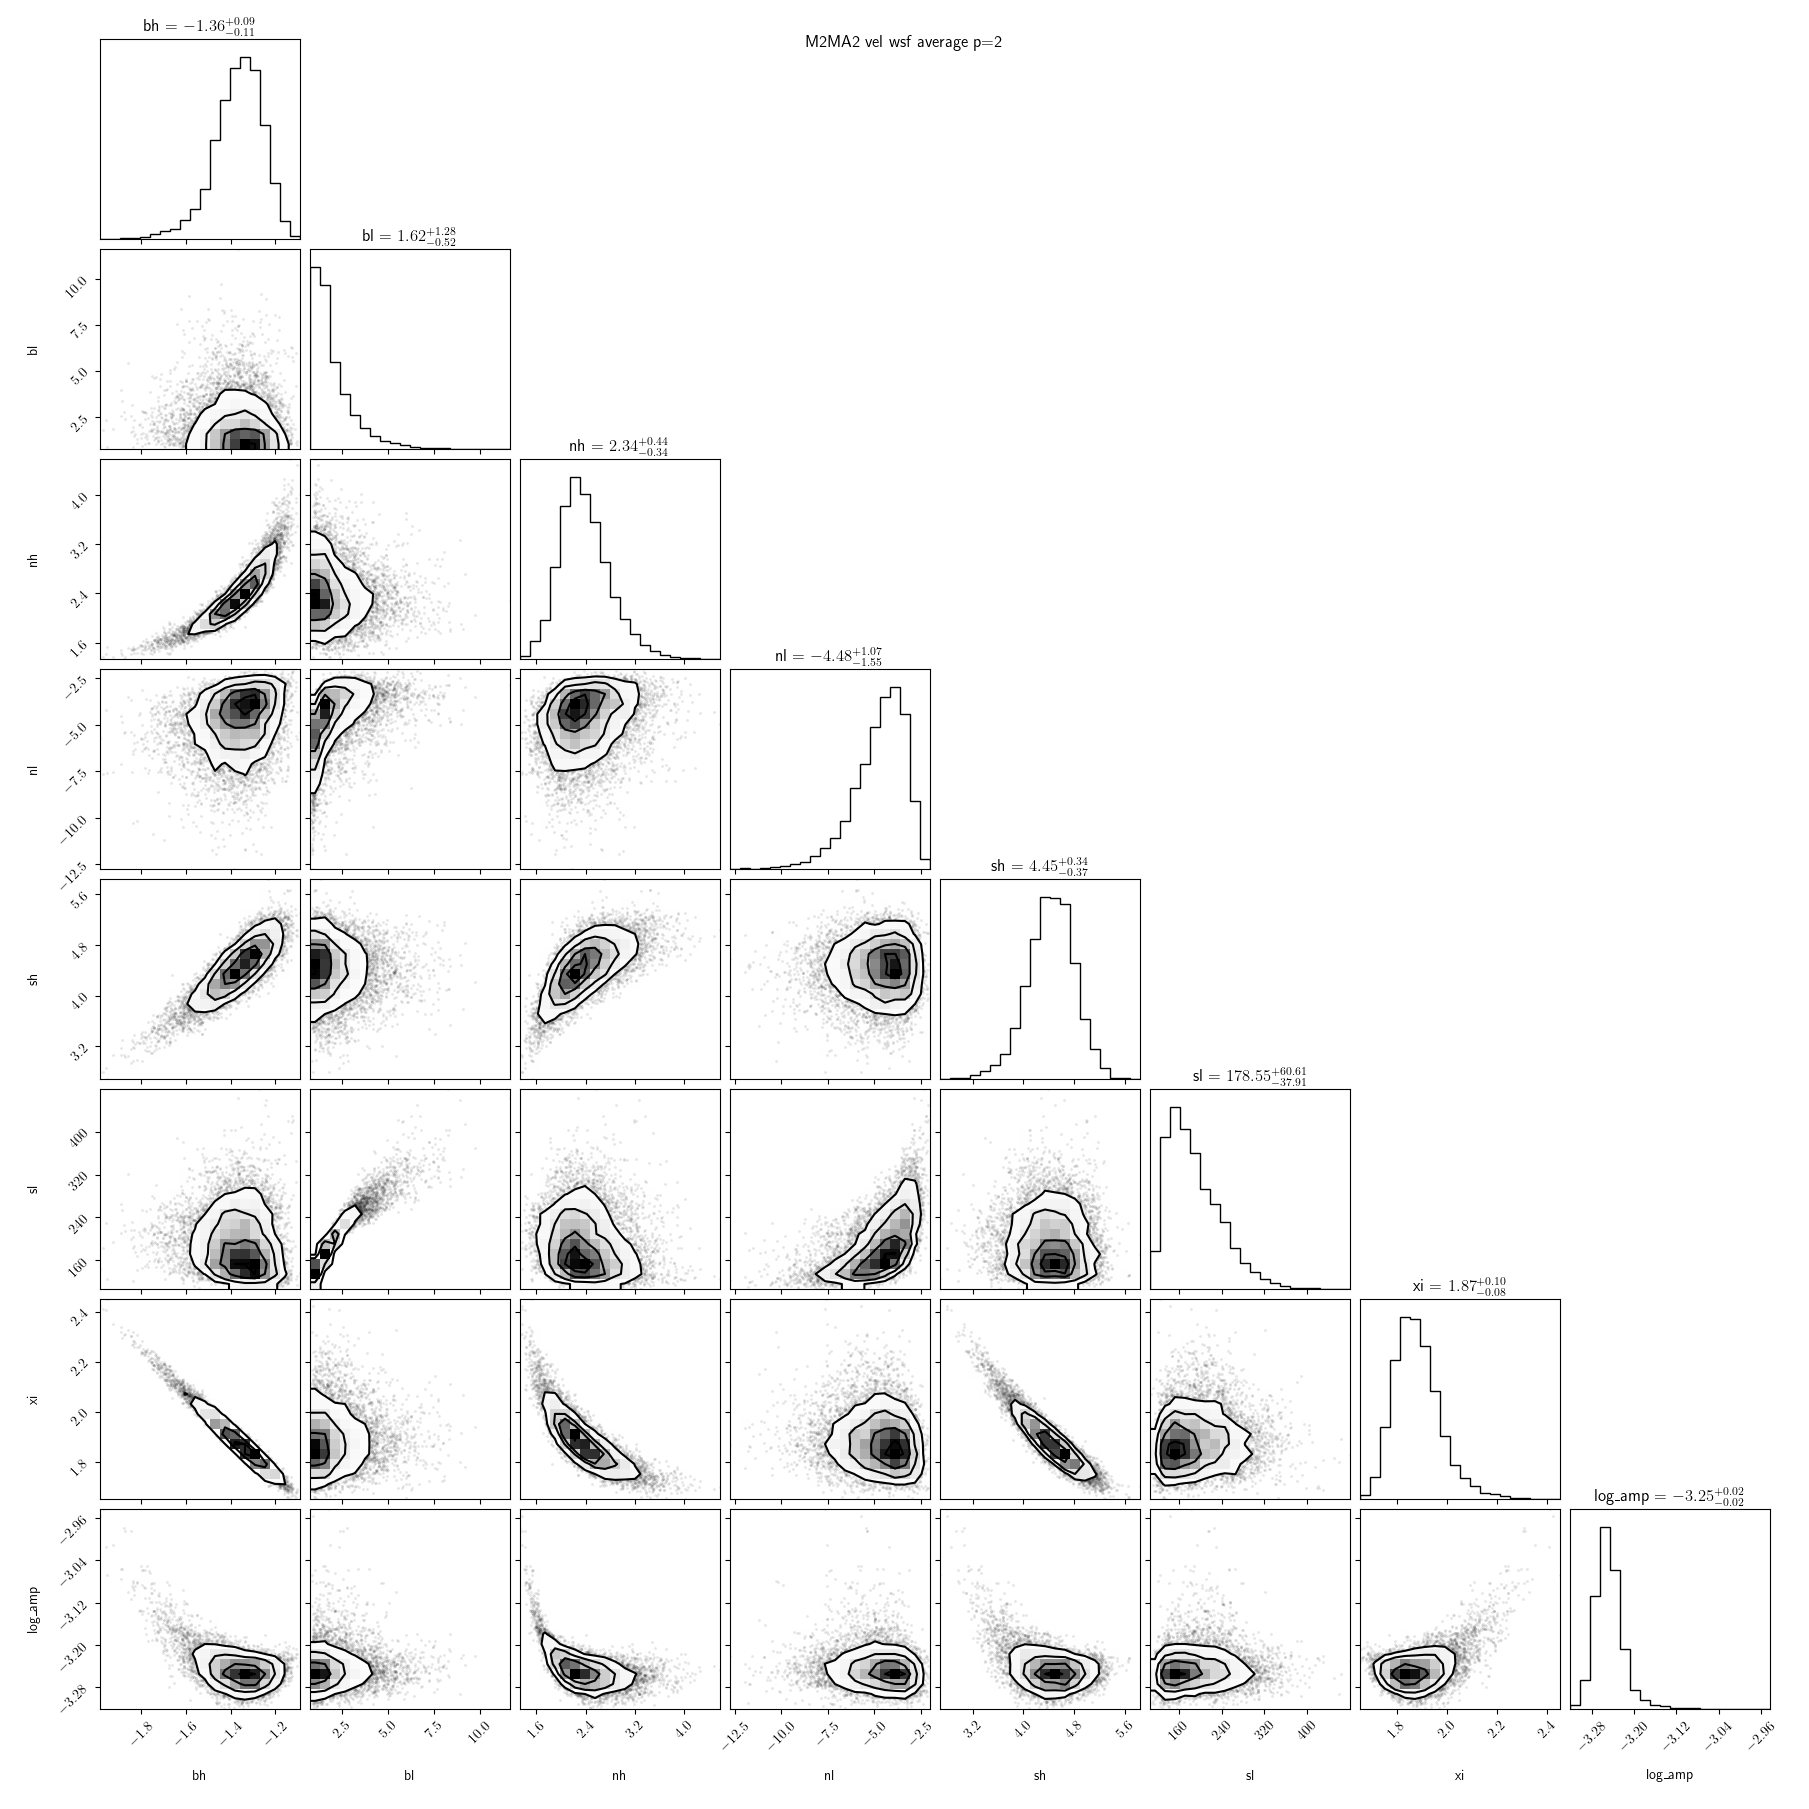 bh = −1.36+0.09−0.11
M2MA2 vel wsf average p=2
bl = 1.62+1.28−0.52
10.0
7.5
5.0
2.5
bl
nh = 2.34+0.44−0.34
4.0
3.2
2.4
1.6
nh
nl = −4.48+1.07−1.55
−2.5
−5.0
−7.5
−10.0
−12.5
nl
sh = 4.45+0.34−0.37
5.6
4.8
4.0
3.2
sh
sl = 178.55+60.61−37.91
400
320
240
160
sl
xi = 1.87+0.10−0.08
2.4
2.2
2.0
1.8
xi
log_amp = −3.25+0.02−0.02
−2.96
−3.04
−3.12
−3.20
−3.28
log_amp
−1.8 −1.6 −1.4 −1.2 2.5 5.0 7.5 10.0 1.6 2.4 3.2 4.0 −12.5 −10.0 −7.5 −5.0 −2.5 3.2 4.0 4.8 5.6 160 240 320 400 1.8 2.0 2.2 2.4 −3.28 −3.20 −3.12 −3.04 −2.96
bh bl nh nl sh sl xi log_amp